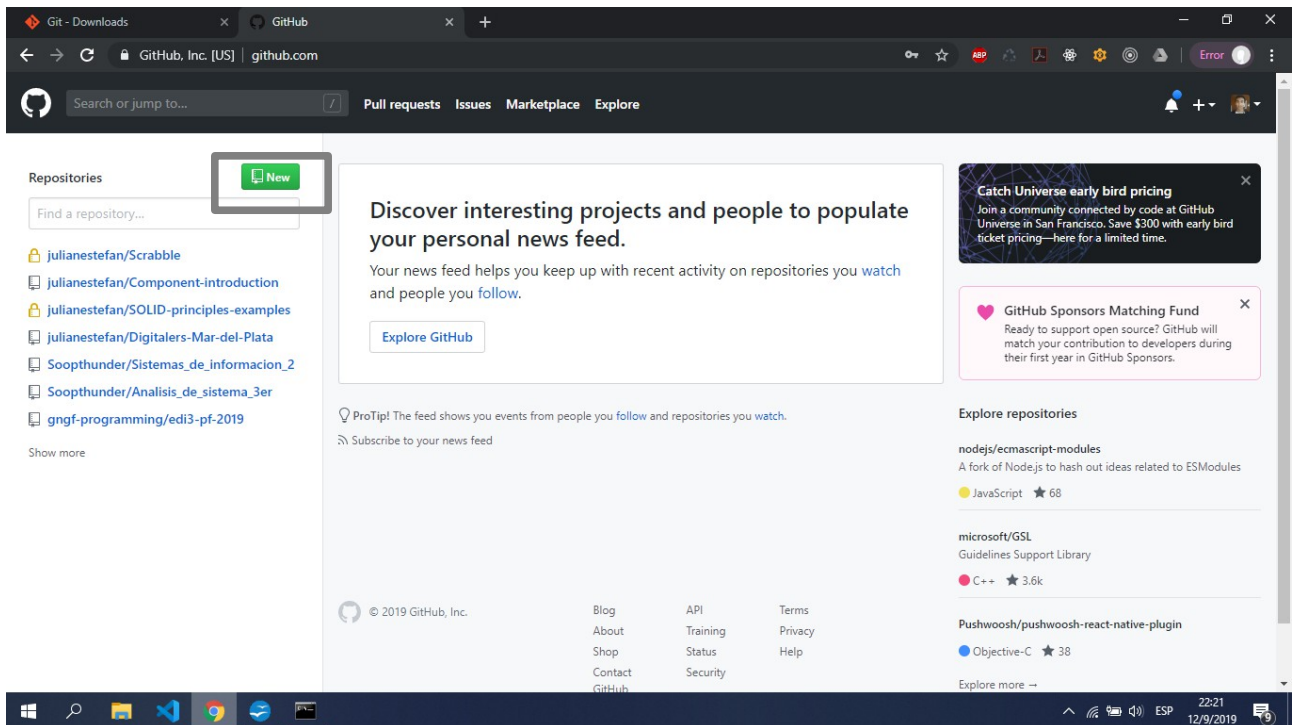 Git - Downloads
GitHub
GitHub, Inc. [US] | github.com
ABP
Error
Search or jump to...
/
Pull requests Issues Marketplace Explore
Repositories
New
Find a repository...
julianestefan/Scrabble
julianestefan/Component-introduction
julianestefan/SOLID-principles-examples
julianestefan/Digitalers-Mar-del-Plata
Soopthunder/Sistemas_de_informacion_2
Soopthunder/Analisis_de_sistema_3er
gngf-programming/edi3-pf-2019
Show more
Discover interesting projects and people to populate
your personal news feed.
Your news feed helps you keep up with recent activity on repositories you watch
and people you follow.
Explore GitHub
ProTip! The feed shows you events from people you follow and repositories you watch.
Subscribe to your news feed
© 2019 GitHub, Inc.
Blog
About
Shop
Contact
GitHub
API
Training
Status
Security
Terms
Privacy
Help
Catch Universe early bird pricing
Join a community connected by code at GitHub
Universe in San Francisco. Save $300 with early bird
ticket pricing—here for a limited time.
GitHub Sponsors Matching Fund
Ready to support open source? GitHub will
match your contribution to developers during
their first year in GitHub Sponsors.
Explore repositories
nodejs/ecmascript-modules
A fork of Node.js to hash out ideas related to ESModules
JavaScript ★ 68
microsoft/GSL
Guidelines Support Library
C++ ★ 3.6k
Pushwoosh/pushwoosh-react-native-plugin
Objective-C ★ 38
Explore more →
ESP
22:21
12/9/2019
9